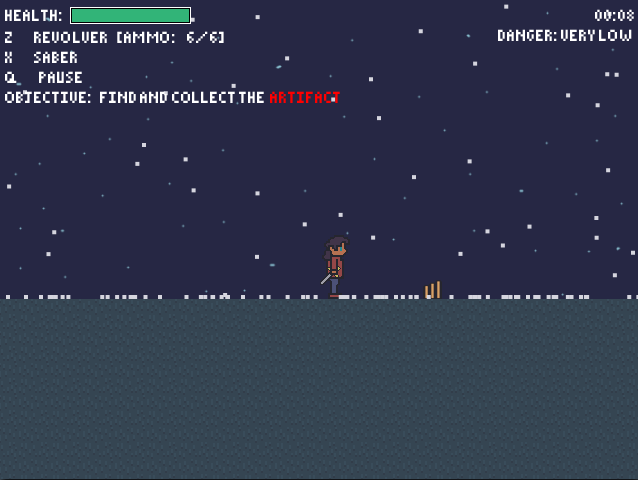 HEALTH: 00:08
Z REVOLVER [AMMO: 6/6] DANGER: VERY LOW
X SABER
Q PAUSE
OBJECTIVE: FIND AND COLLECT THE ARTIFACT